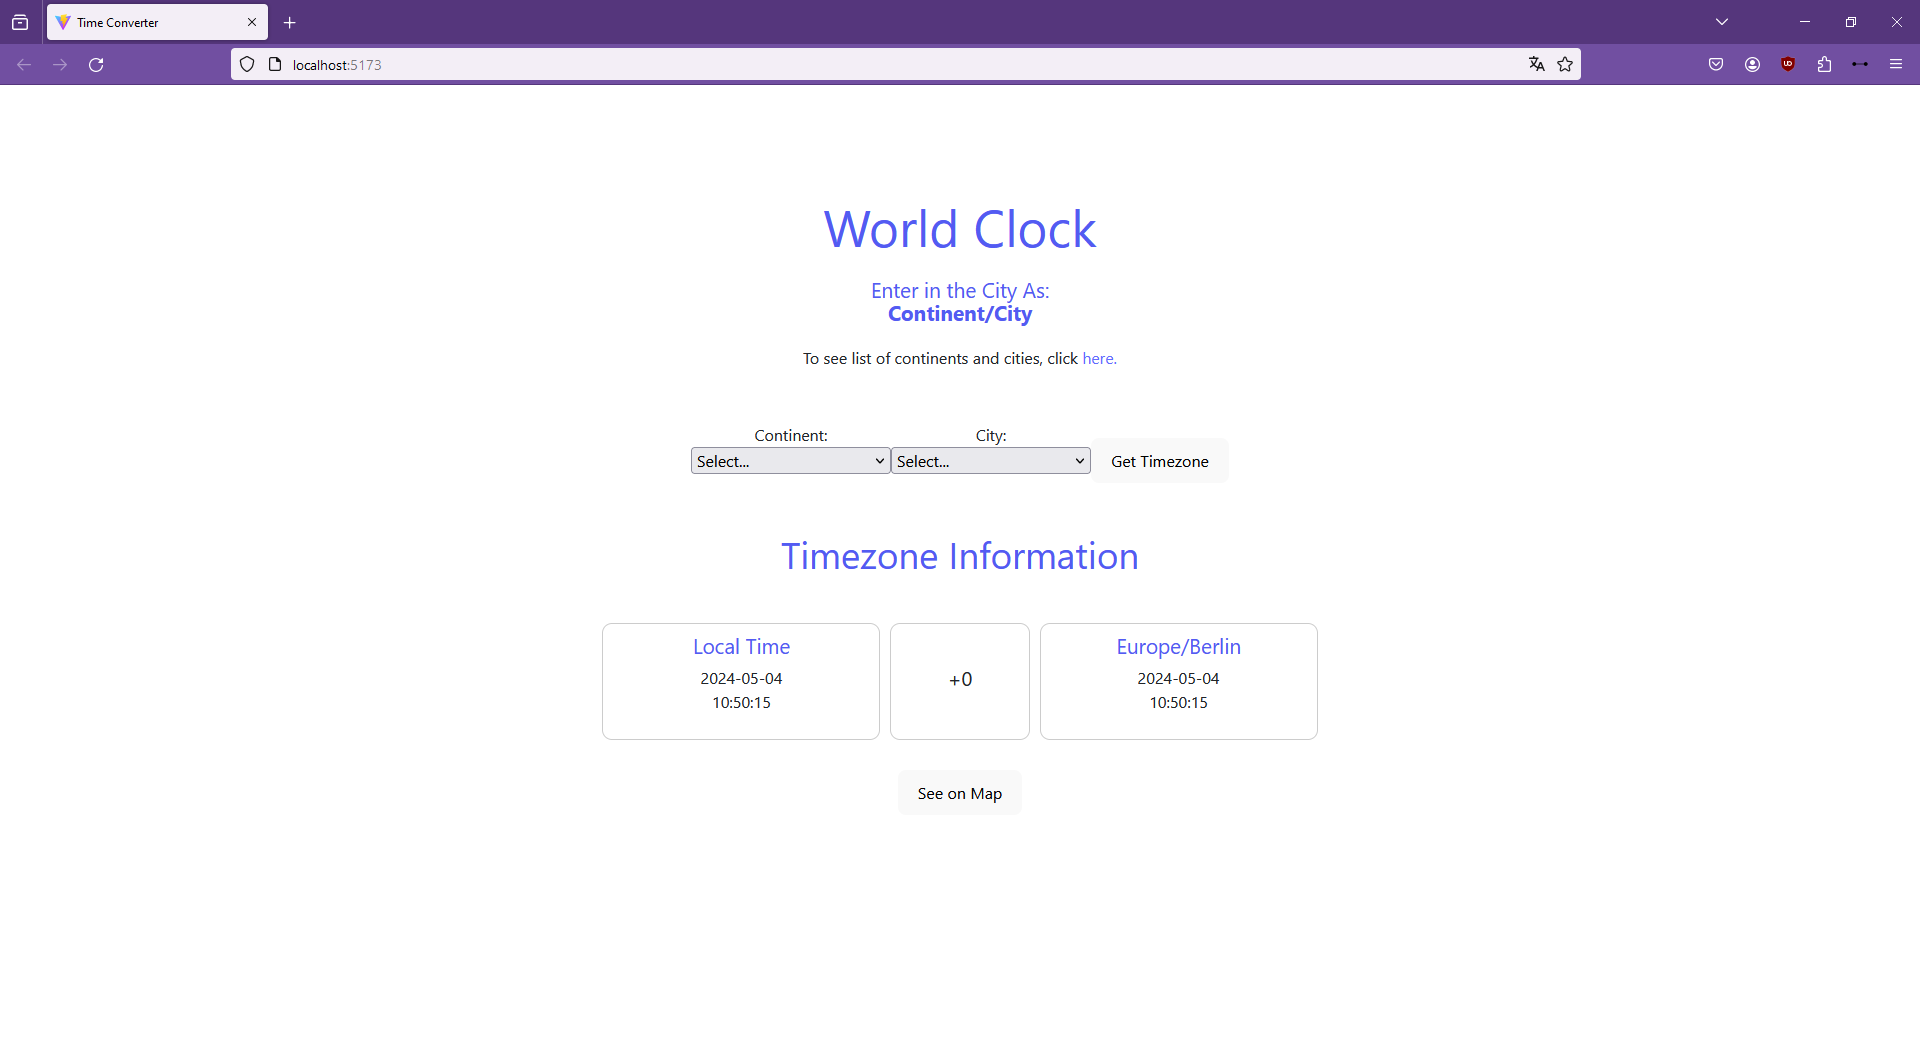 Time Converter
localhost:5173
World Clock
Enter in the City As:
Continent/City
To see list of continents and cities, click here.
Continent: City:
Select... Select... Get Timezone
Timezone Information
Local Time
2024-05-04
10:50:15
+0
Europe/Berlin
2024-05-04
10:50:15
See on Map